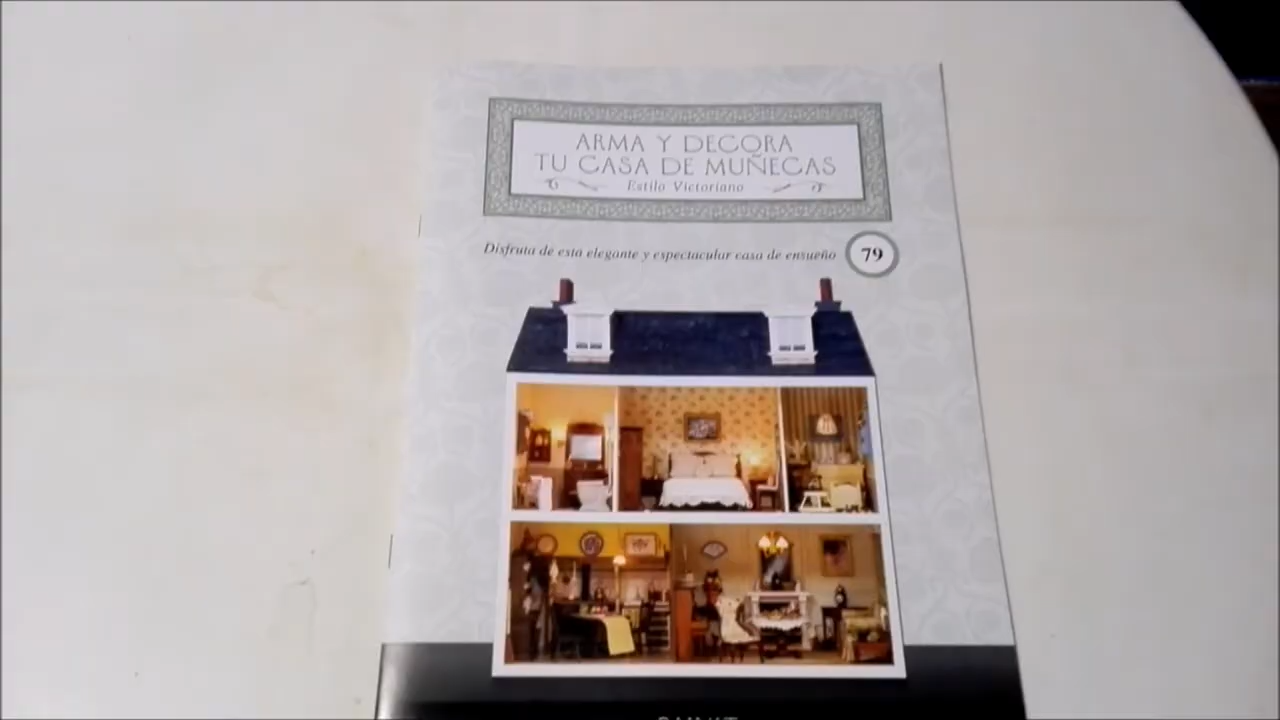 ARMA Y DECORA
TU CASA DE MUÑECAS
Estilo Victoriano
Disfruta de esta elegante y espectacular casa de ensueño
79